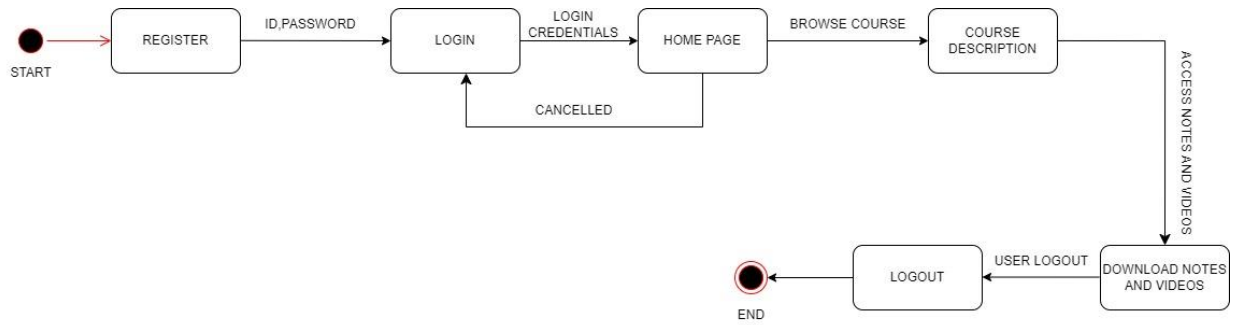 START
REGISTER
ID,PASSWORD
LOGIN
LOGIN
CREDENTIALS
HOME PAGE
CANCELLED
BROWSE COURSE
COURSE
DESCRIPTION
ACCESS NOTES AND VIDEOS
DOWNLOAD NOTES
AND VIDEOS
USER LOGOUT
LOGOUT
END